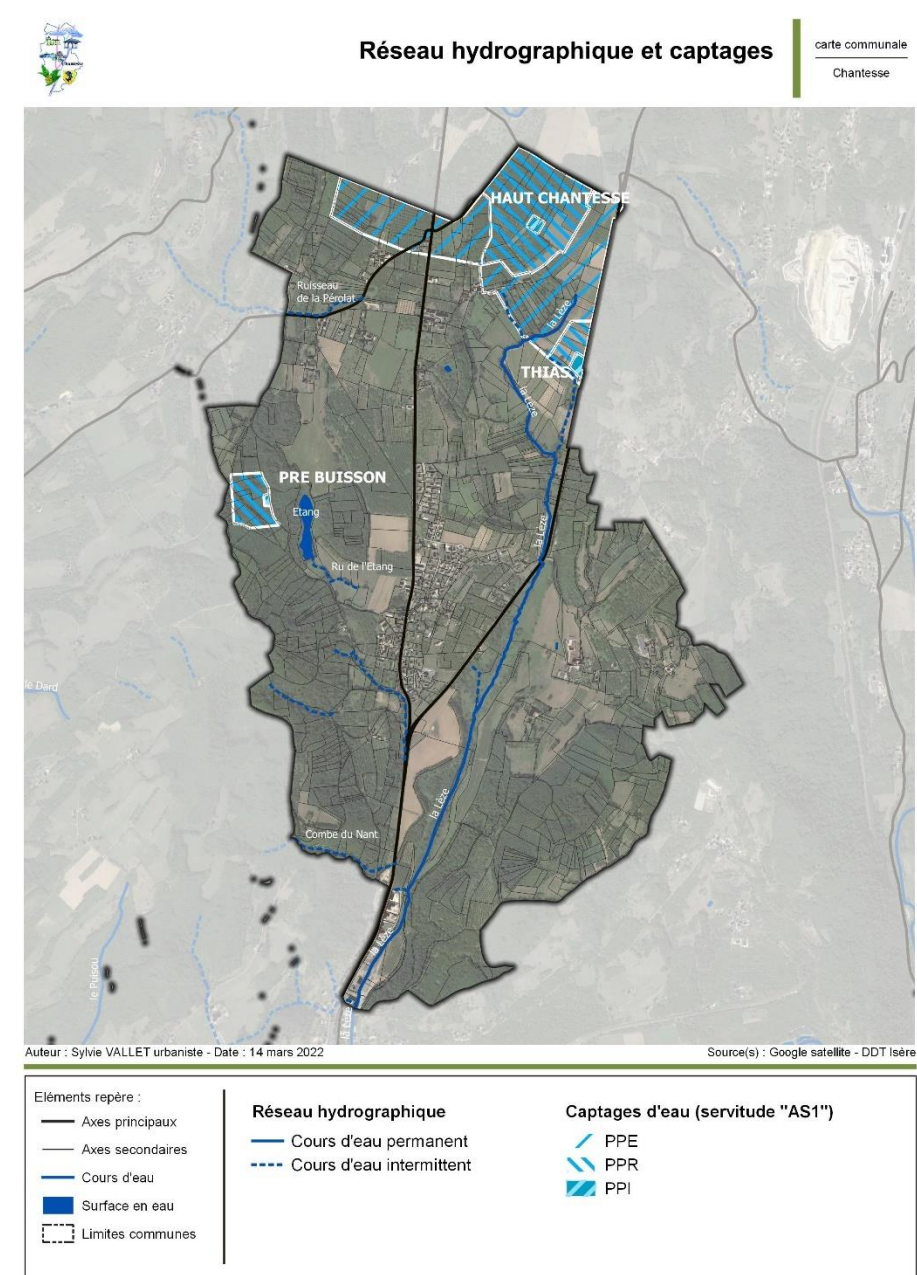 Réseau hydrographique et captages
carte communale
Chantesse
HAUT CHANTESSE
Ruisseau
de la Pérolat
la Lèze
THIAS
la Lèze
PRE BUISSON
Etang
la Lèze
Ru de l'Etang
le Dard
la Lèze
Combe du Nant
la Lèze
le Puisou
la Lèze
Auteur : Sylvie VALLET urbaniste - Date : 14 mars 2022
Source(s) : Google satellite - DDT Isère
Eléments repère :
Axes principaux
Axes secondaires
Cours d'eau
Surface en eau
Limites communes
Réseau hydrographique
Cours d'eau permanent
Cours d'eau intermittent
Captages d'eau (servitude "AS1")
PPE
PPR
PPI